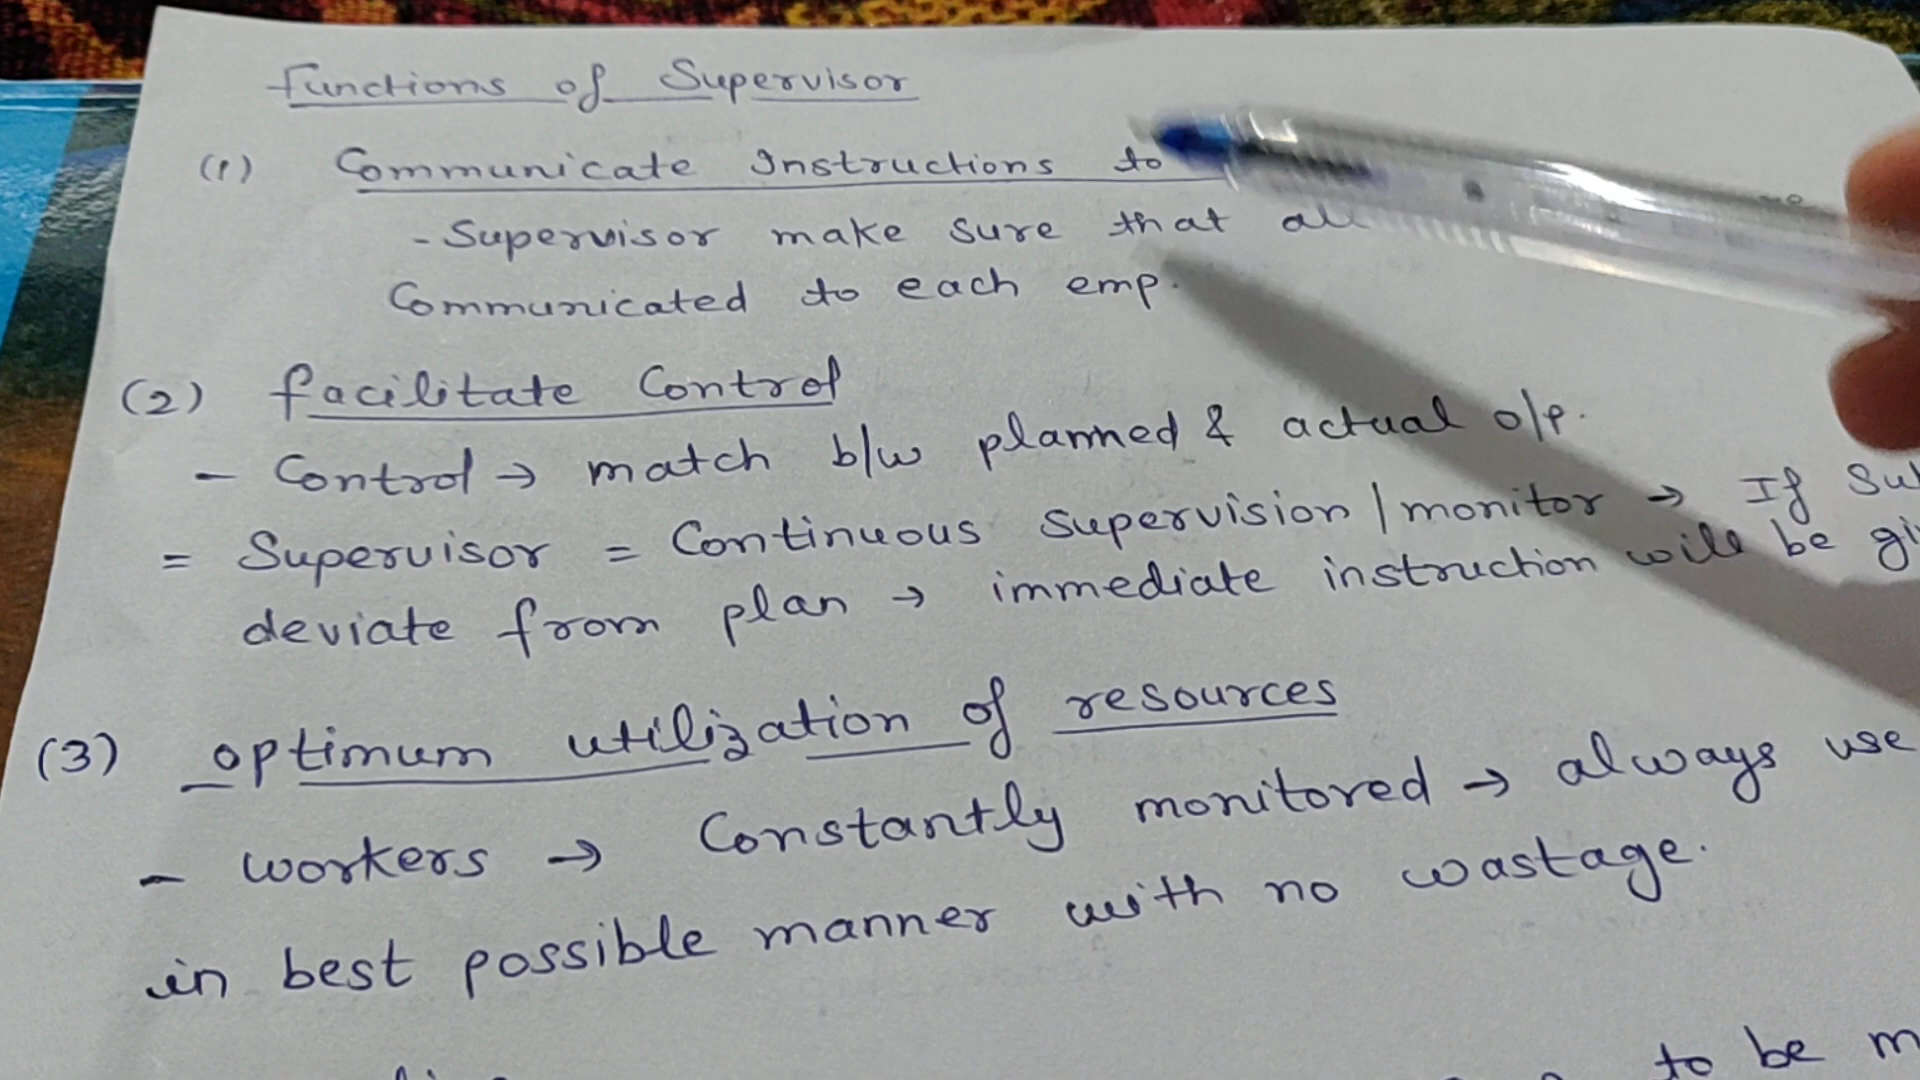 Functions of Supervisor
(1) Communicate Instructions to
- Supervisor make sure that all
Communicated to each emp.
(2) facilitate Control
- Control → match b/w planned & actual o/p.
= Supervisor = Continuous supervision/monitor → If
deviate from plan → immediate instruction will be
(3) optimum utilization of resources
- workers → Constantly monitored → always use
in best possible manner with no wastage.
to be